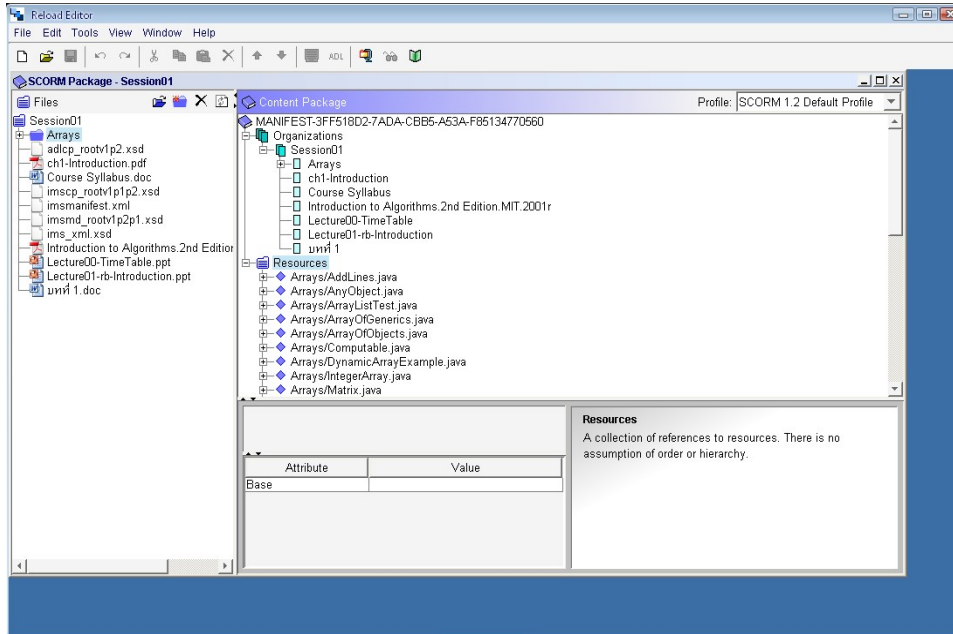 Reload Editor
File Edit Tools View Window Help
ADL
SCORM Package - Session01
Files
Session01
Arrays
adlcp_rootv1p2.xsd
ch1-Introduction.pdf
Course Syllabus.doc
imscp_rootv1p1p2.xsd
imsmanifest.xml
imsmd_rootv1p2p1.xsd
ims_xml.xsd
Introduction to Algorithms.2nd Edition
Lecture00-TimeTable.ppt
Lecture01-rb-Introduction.ppt
บทที่ 1.doc
Content Package
Profile: SCORM 1.2 Default Profile
MANIFEST-3FF518D2-7ADA-CBB5-A53A-F85134770560
Organizations
Session01
Arrays
ch1-Introduction
Course Syllabus
Introduction to Algorithms.2nd Edition.MIT.2001r
Lecture00-TimeTable
Lecture01-rb-Introduction
บทที่ 1
Resources
Arrays/AddLines.java
Arrays/AnyObject.java
Arrays/ArrayListTest.java
Arrays/ArrayOfGenerics.java
Arrays/ArrayOfObjects.java
Arrays/Computable.java
Arrays/DynamicArrayExample.java
Arrays/IntegerArray.java
Arrays/Matrix.java
Attribute Value
Base
Resources
A collection of references to resources. There is no
assumption of order or hierarchy.